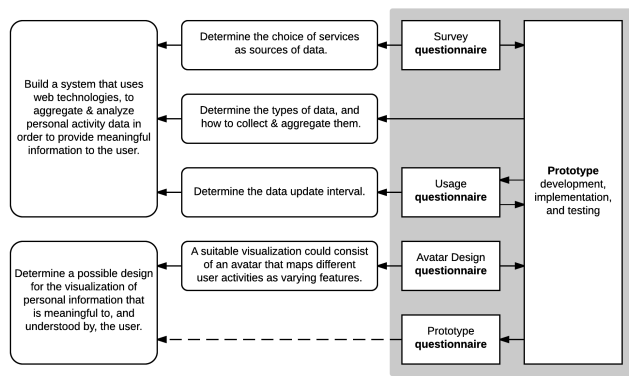 Build a system that uses
web technologies, to
aggregate & analyze
personal activity data in
order to provide meaningful
information to the user.
Determine the choice of services
as sources of data.
Survey
questionnaire
Determine the types of data, and
how to collect & aggregate them.
Determine the data update interval.
Usage
questionnaire
Prototype
development,
implementation,
and testing
Determine a possible design
for the visualization of
personal information that
is meaningful to, and
understood by, the user.
A suitable visualization could consist
of an avatar that maps different
user activities as varying features.
Avatar Design
questionnaire
Prototype
questionnaire